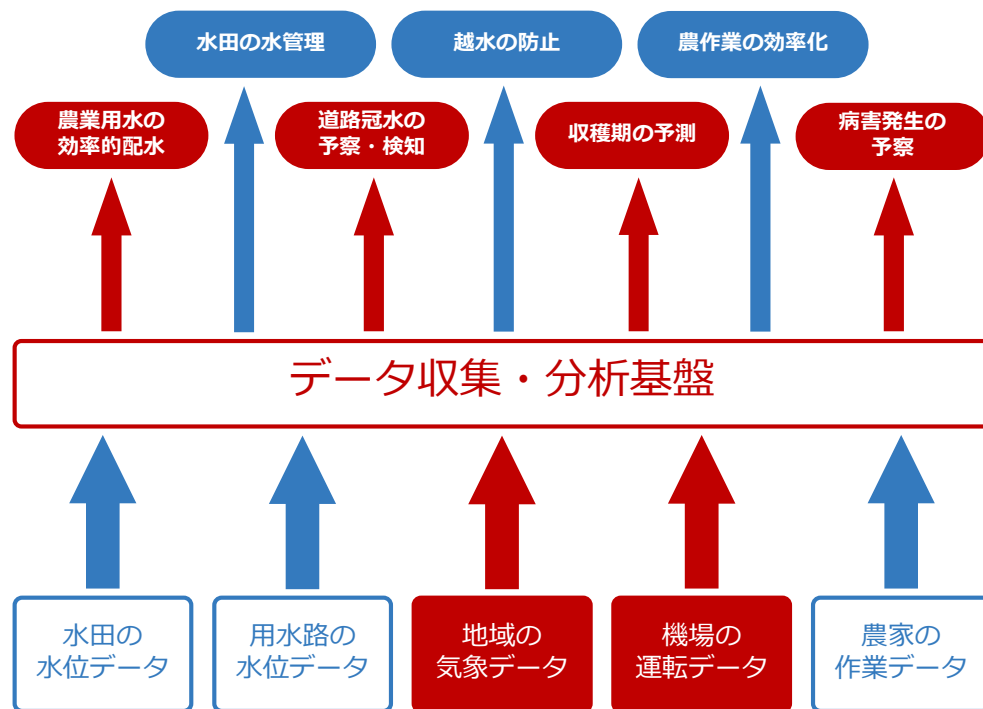 水田の水管理
越水の防止
農作業の効率化
農業用水の
効率的配水
道路冠水の
予察・検知
収穫期の予測
病害発生の
予察
データ収集・分析基盤
水田の
水位データ
用水路の
水位データ
地域の
気象データ
機場の
運転データ
農家の
作業データ